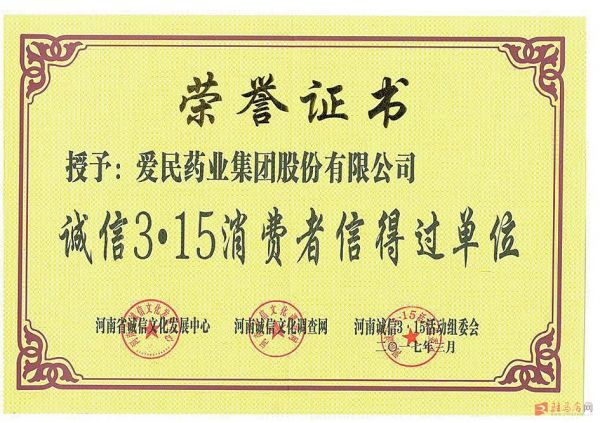 荣誉证书
授予：爱民药业集团股份有限公司
诚信3·15消费者信得过单位
河南省诚信文化发展中心 河南诚信文化调查网 河南诚信3·15活动组委会
二〇一七年三月
驻马店网